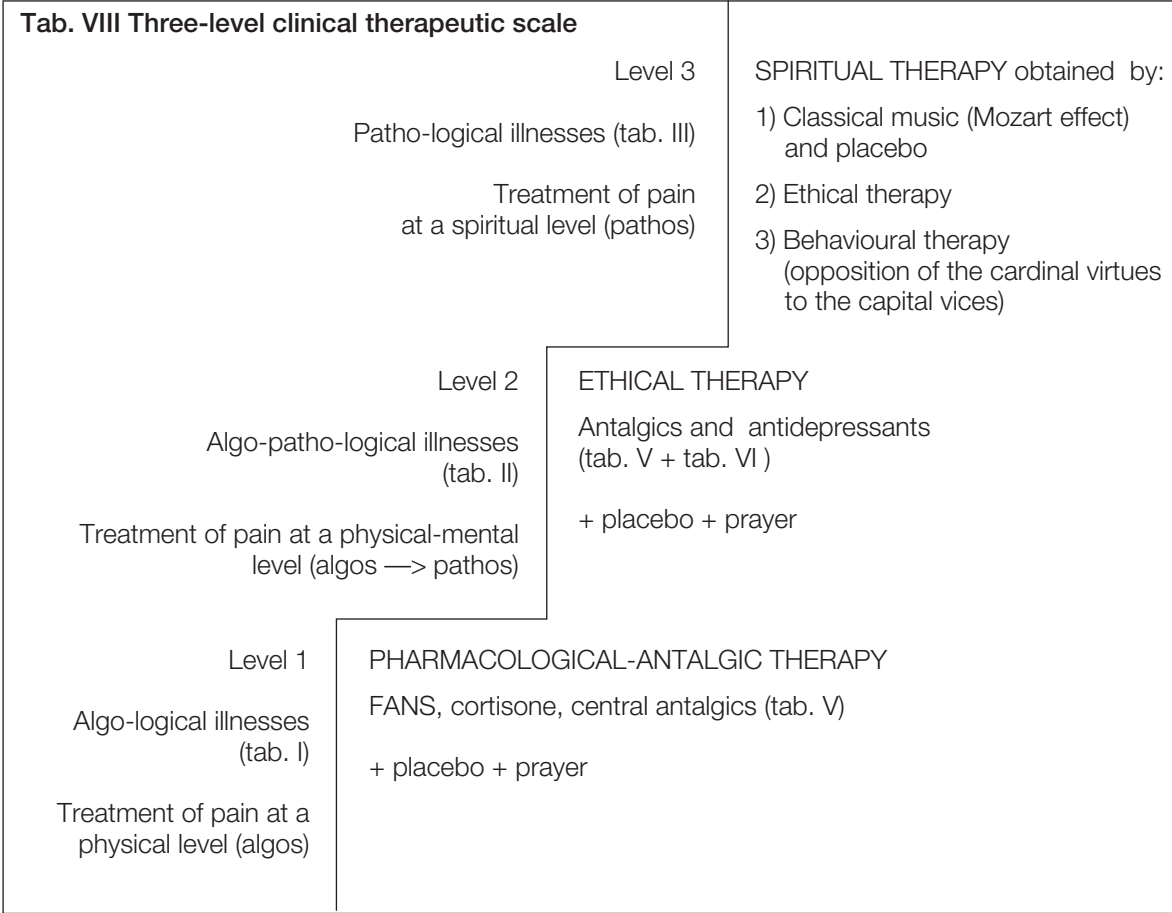 Tab. VIII Three-level clinical therapeutic scale
Level 3
Patho-logical illnesses (tab. III)
Treatment of pain
at a spiritual level (pathos)
SPIRITUAL THERAPY obtained by:
1) Classical music (Mozart effect)
and placebo
2) Ethical therapy
3) Behavioural therapy
(opposition of the cardinal virtues
to the capital vices)
Level 2
Algo-patho-logical illnesses
(tab. II)
Treatment of pain at a physical-mental
level (algos —> pathos)
ETHICAL THERAPY
Antalgics and antidepressants
(tab. V + tab. VI )
+ placebo + prayer
Level 1
Algo-logical illnesses
(tab. I)
Treatment of pain at a
physical level (algos)
PHARMACOLOGICAL-ANTALGIC THERAPY
FANS, cortisone, central antalgics (tab. V)
+ placebo + prayer